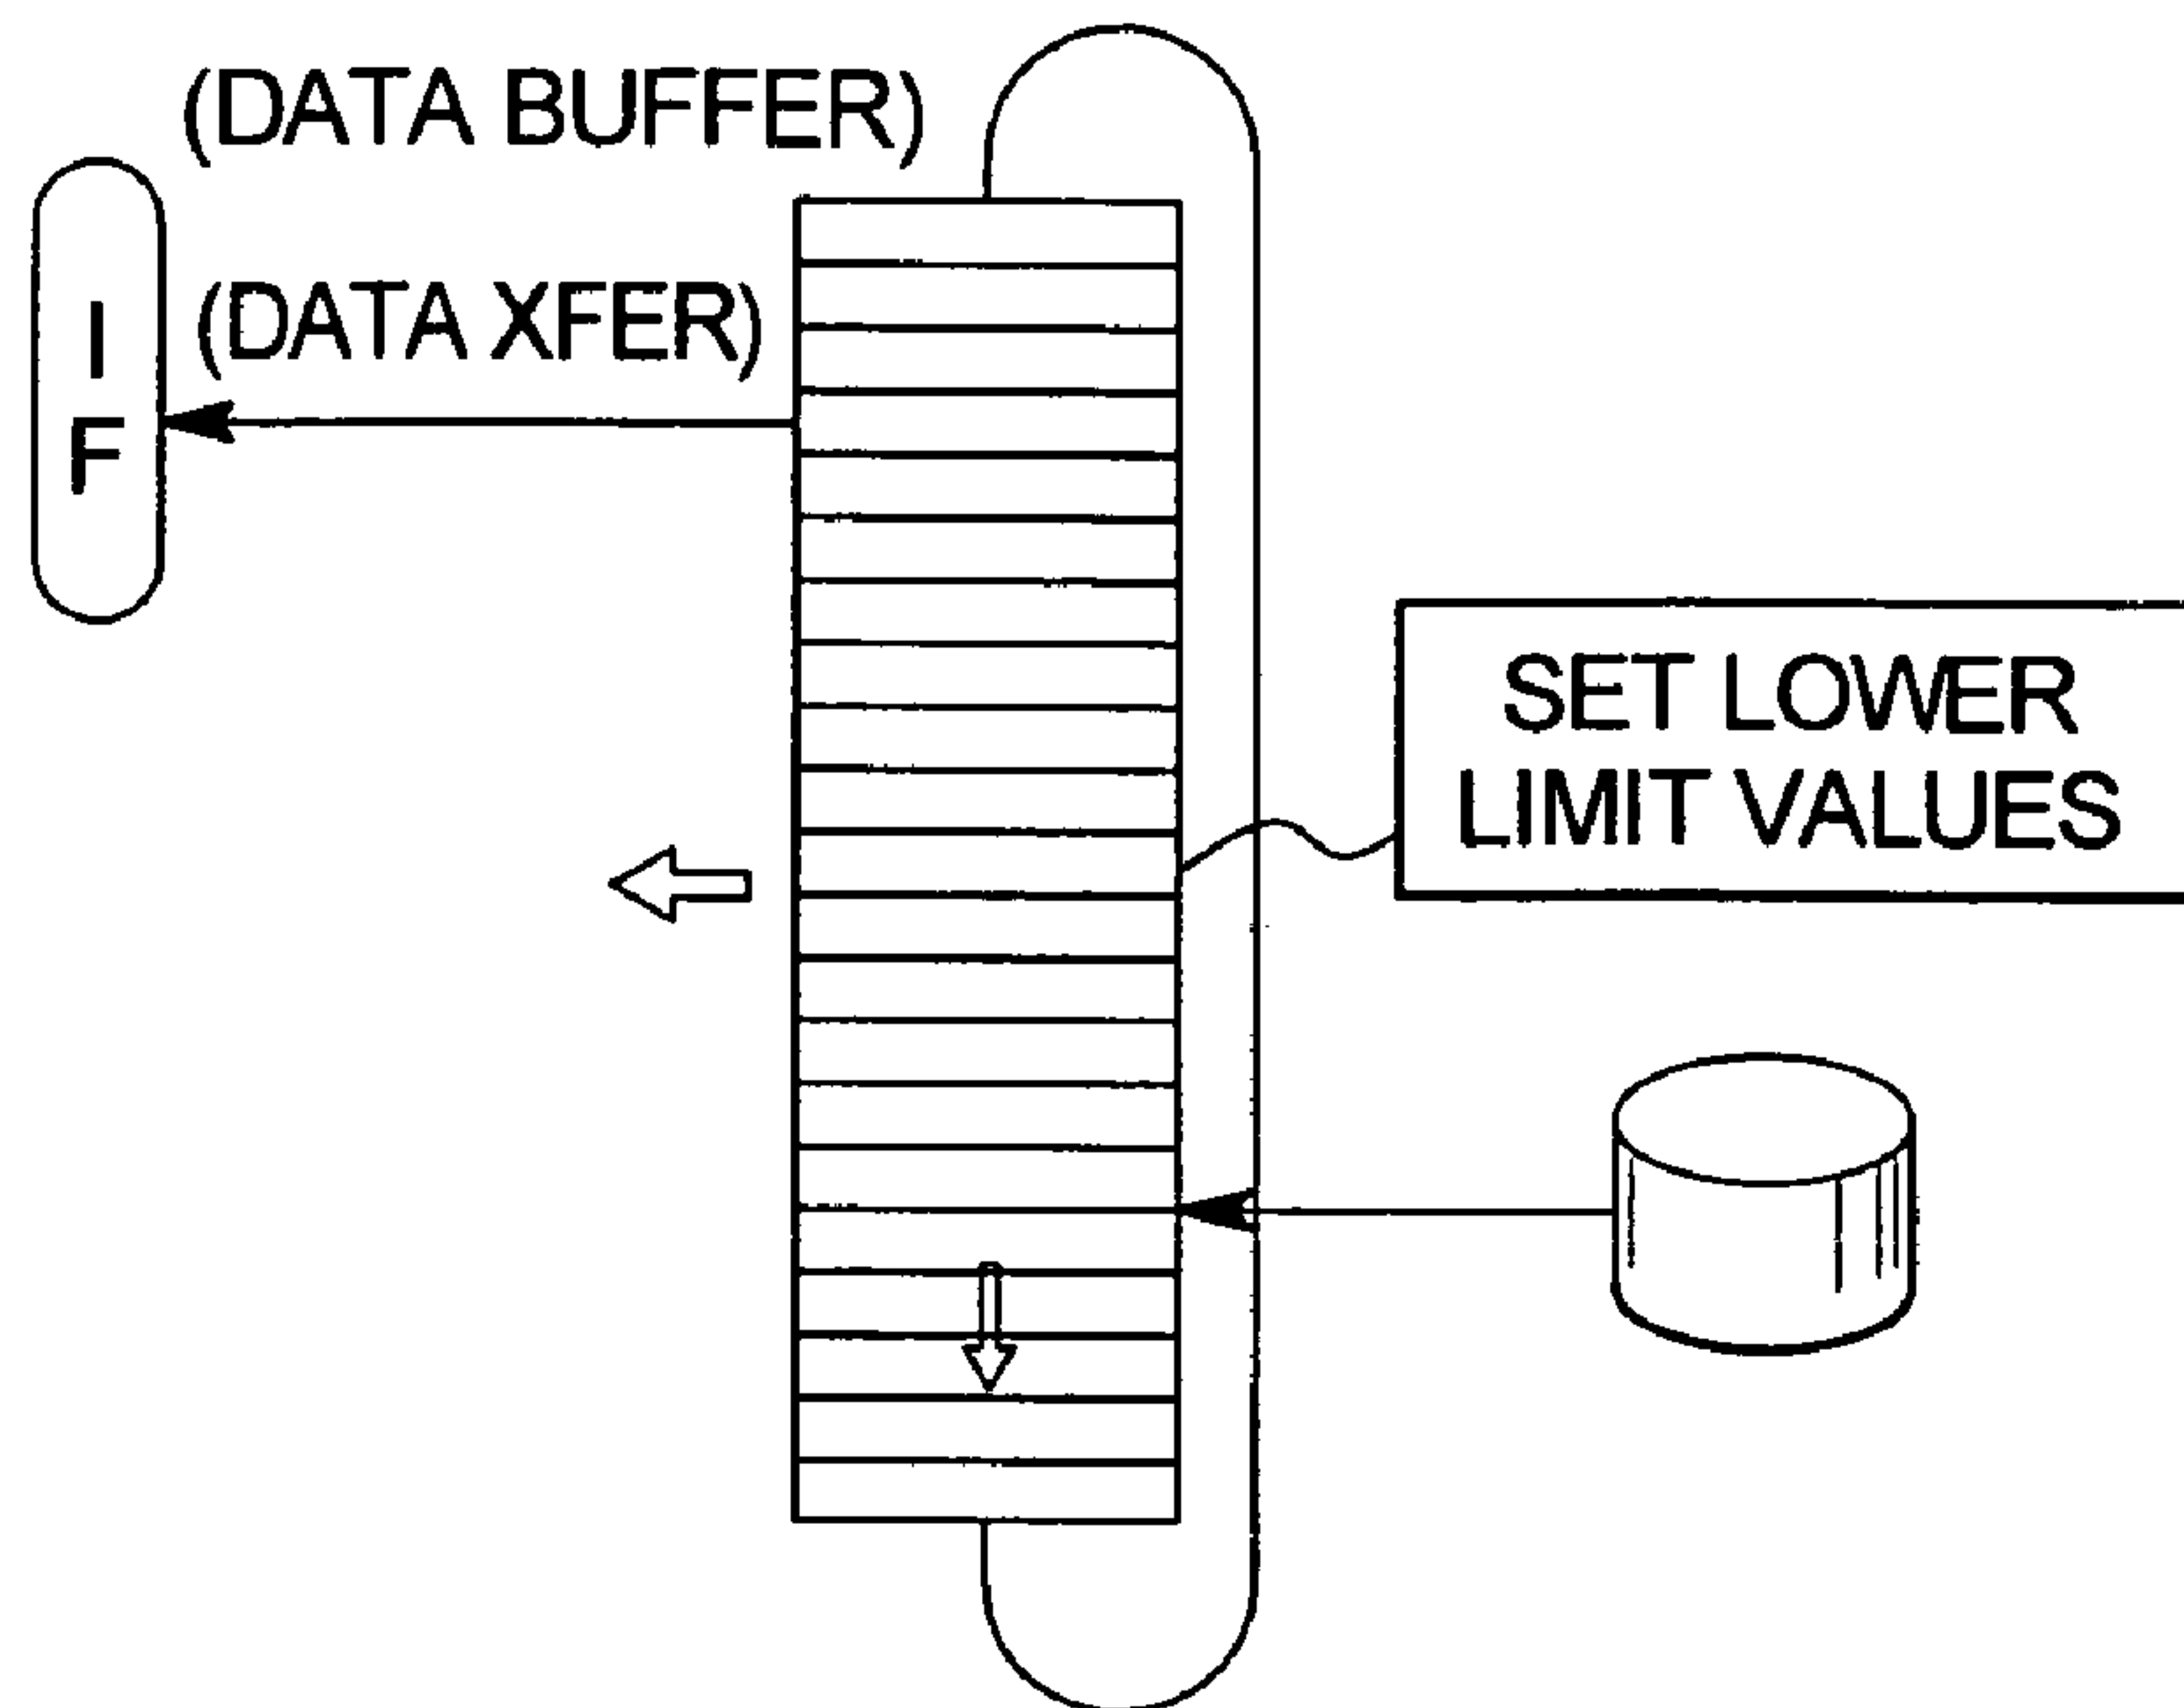 (DATA BUFFER)
(DATA XFER)
I
F
SET LOWER
LIMIT VALUES